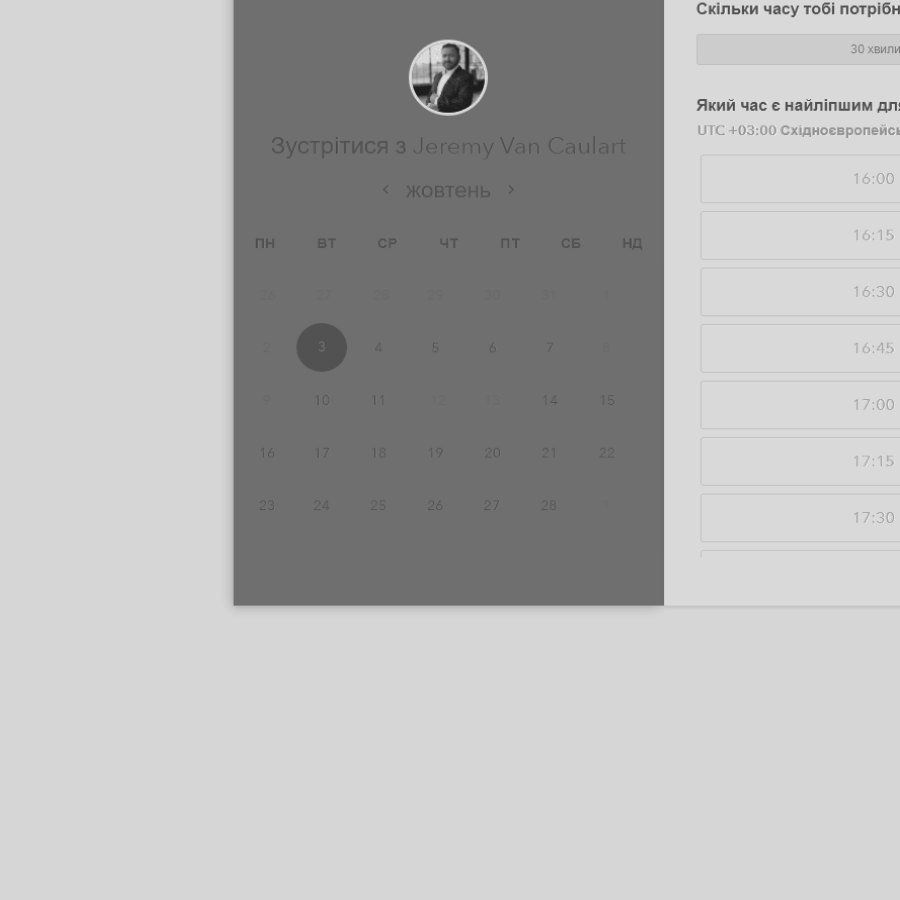 Зустрітися з Jeremy Van Caulart
жовтень
ПН ВТ СР ЧТ ПТ СБ НД
26 27 28 29 30 31 1
2 3 4 5 6 7 8
9 10 11 12 13 14 15
16 17 18 19 20 21 22
23 24 25 26 27 28 1
Скільки часу тобі потрібн
30 хвили
Який час є найліпшим для
UTC +03:00 Східноєвропейсь
16:00
16:15
16:30
16:45
17:00
17:15
17:30